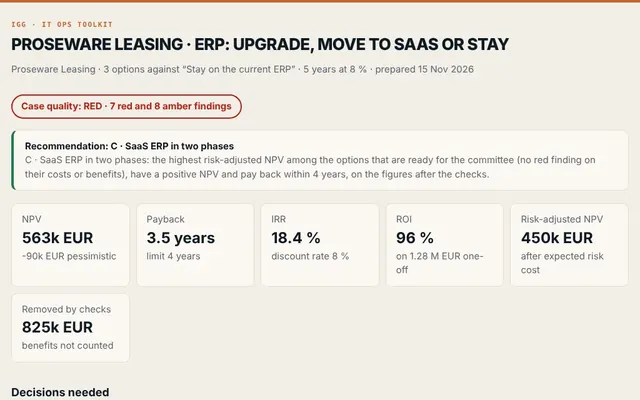 IGG · IT OPS TOOLKIT
PROSEWARE LEASING · ERP: UPGRADE, MOVE TO SAAS OR STAY
Proseware Leasing · 3 options against “Stay on the current ERP” · 5 years at 8 % · prepared 15 Nov 2026
Case quality: RED · 7 red and 8 amber findings
Recommendation: C · SaaS ERP in two phases
C · SaaS ERP in two phases: the highest risk-adjusted NPV among the options that are ready for the committee (no red finding on
their costs or benefits), have a positive NPV and pay back within 4 years, on the figures after the checks.
NPV
563k EUR
-90k EUR pessimistic
Payback
3.5 years
limit 4 years
IRR
18.4 %
discount rate 8 %
ROI
96 %
on 1.28 M EUR one-
off
Risk-adjusted NPV
450k EUR
after expected risk
cost
Removed by checks
825k EUR
benefits not counted
Decisions needed